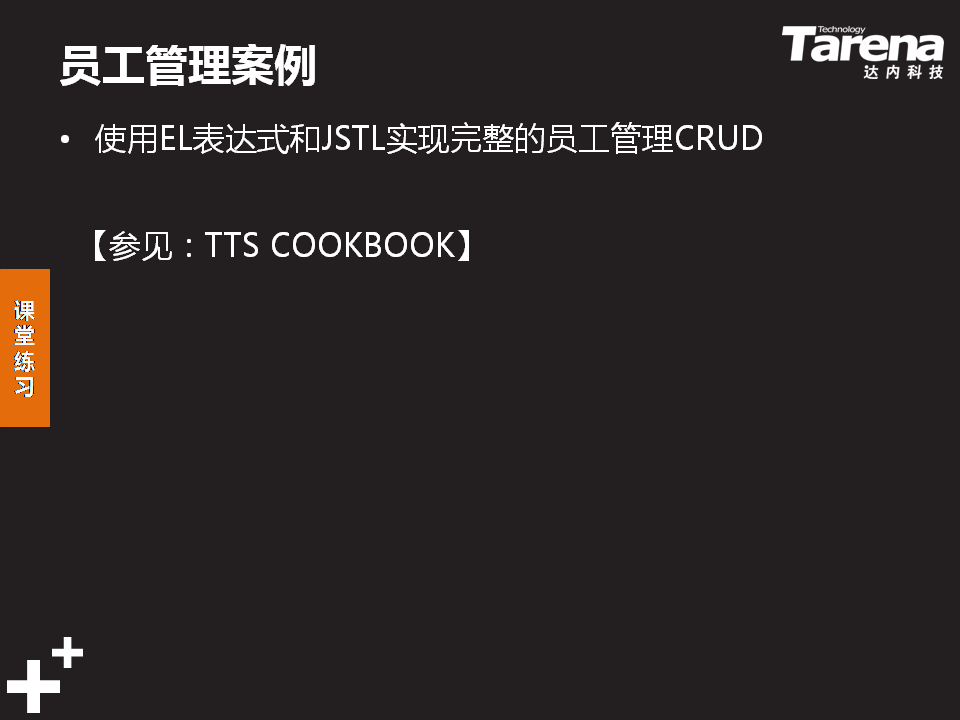 员工管理案例
Technology
Tarena
达内科技
• 使用EL表达式和JSTL实现完整的员工管理CRUD
【参见：TTS COOKBOOK】
课
堂
练
习